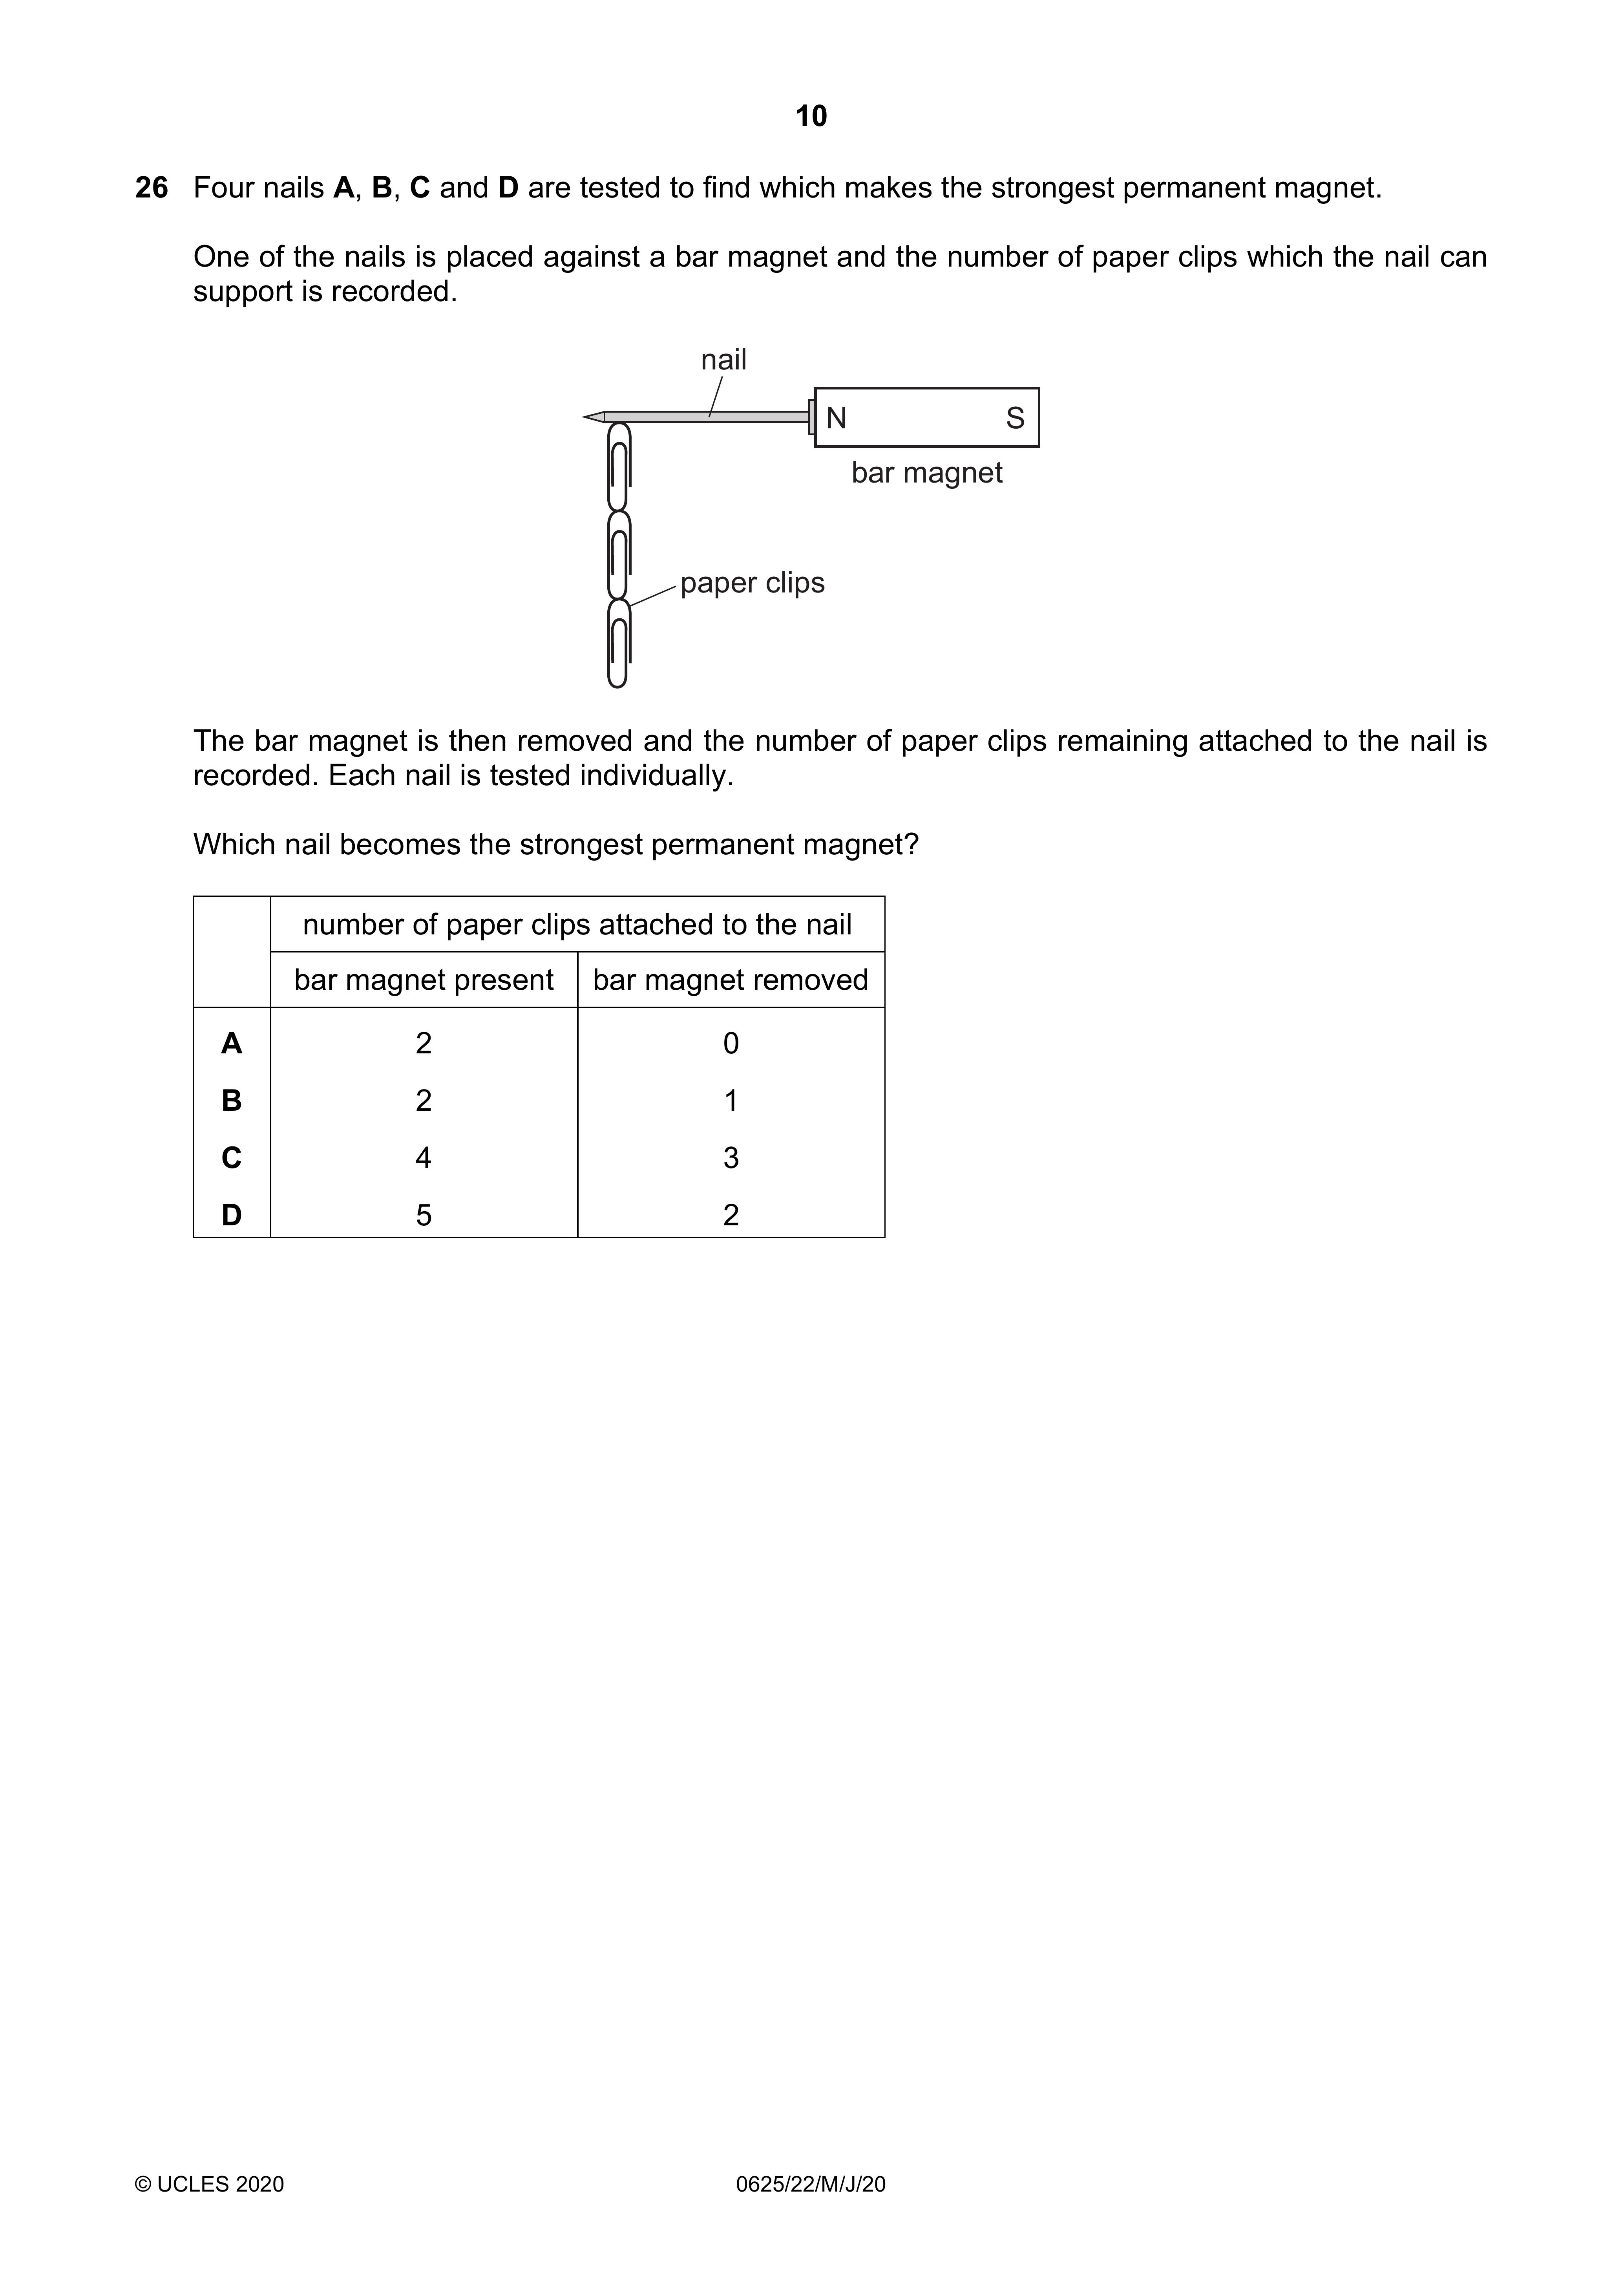 10
26 Four nails A, B, C and D are tested to find which makes the strongest permanent magnet.
One of the nails is placed against a bar magnet and the number of paper clips which the nail can
support is recorded.
nail
N S
bar magnet
paper clips
The bar magnet is then removed and the number of paper clips remaining attached to the nail is
recorded. Each nail is tested individually.
Which nail becomes the strongest permanent magnet?
number of paper clips attached to the nail
bar magnet present bar magnet removed
A 2 0
B 2 1
C 4 3
D 5 2
© UCLES 2020 0625/22/M/J/20